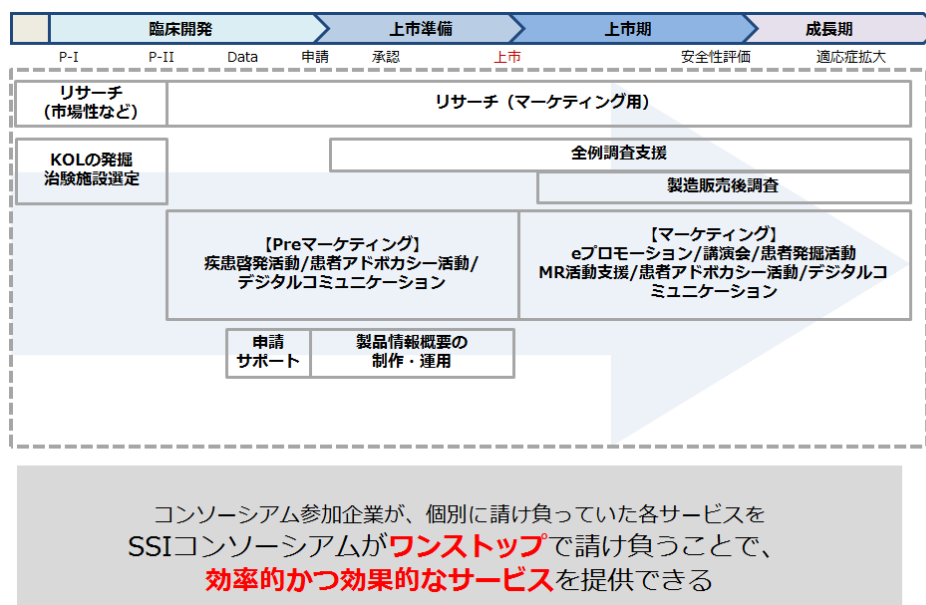 臨床開発
上市準備
上市期
成長期
P-I
P-II
Data
申請
承認
上市
安全性評価
適応症拡大
リサーチ
(市場性など)
リサーチ（マーケティング用）
KOLの発掘
治験施設選定
全例調査支援
製造販売後調査
【Preマーケティング】
疾患啓発活動/患者アドボカシー活動/
デジタルコミュニケーション
【マーケティング】
eプロモーション/講演会/患者発掘活動
MR活動支援/患者アドボカシー活動/デジタルコ
ミュニケーション
申請
サポート
製品情報概要の
制作・運用
コンソーシアム参加企業が、個別に請け負っていた各サービスを
SSIコンソーシアムがワンストップで請け負うことで、
効率的かつ効果的なサービスを提供できる